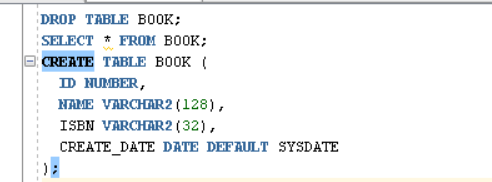 DROP TABLE BOOK;
SELECT * FROM BOOK;
CREATE TABLE BOOK (
ID NUMBER,
NAME VARCHAR2(128),
ISBN VARCHAR2(32),
CREATE_DATE DATE DEFAULT SYSDATE
);